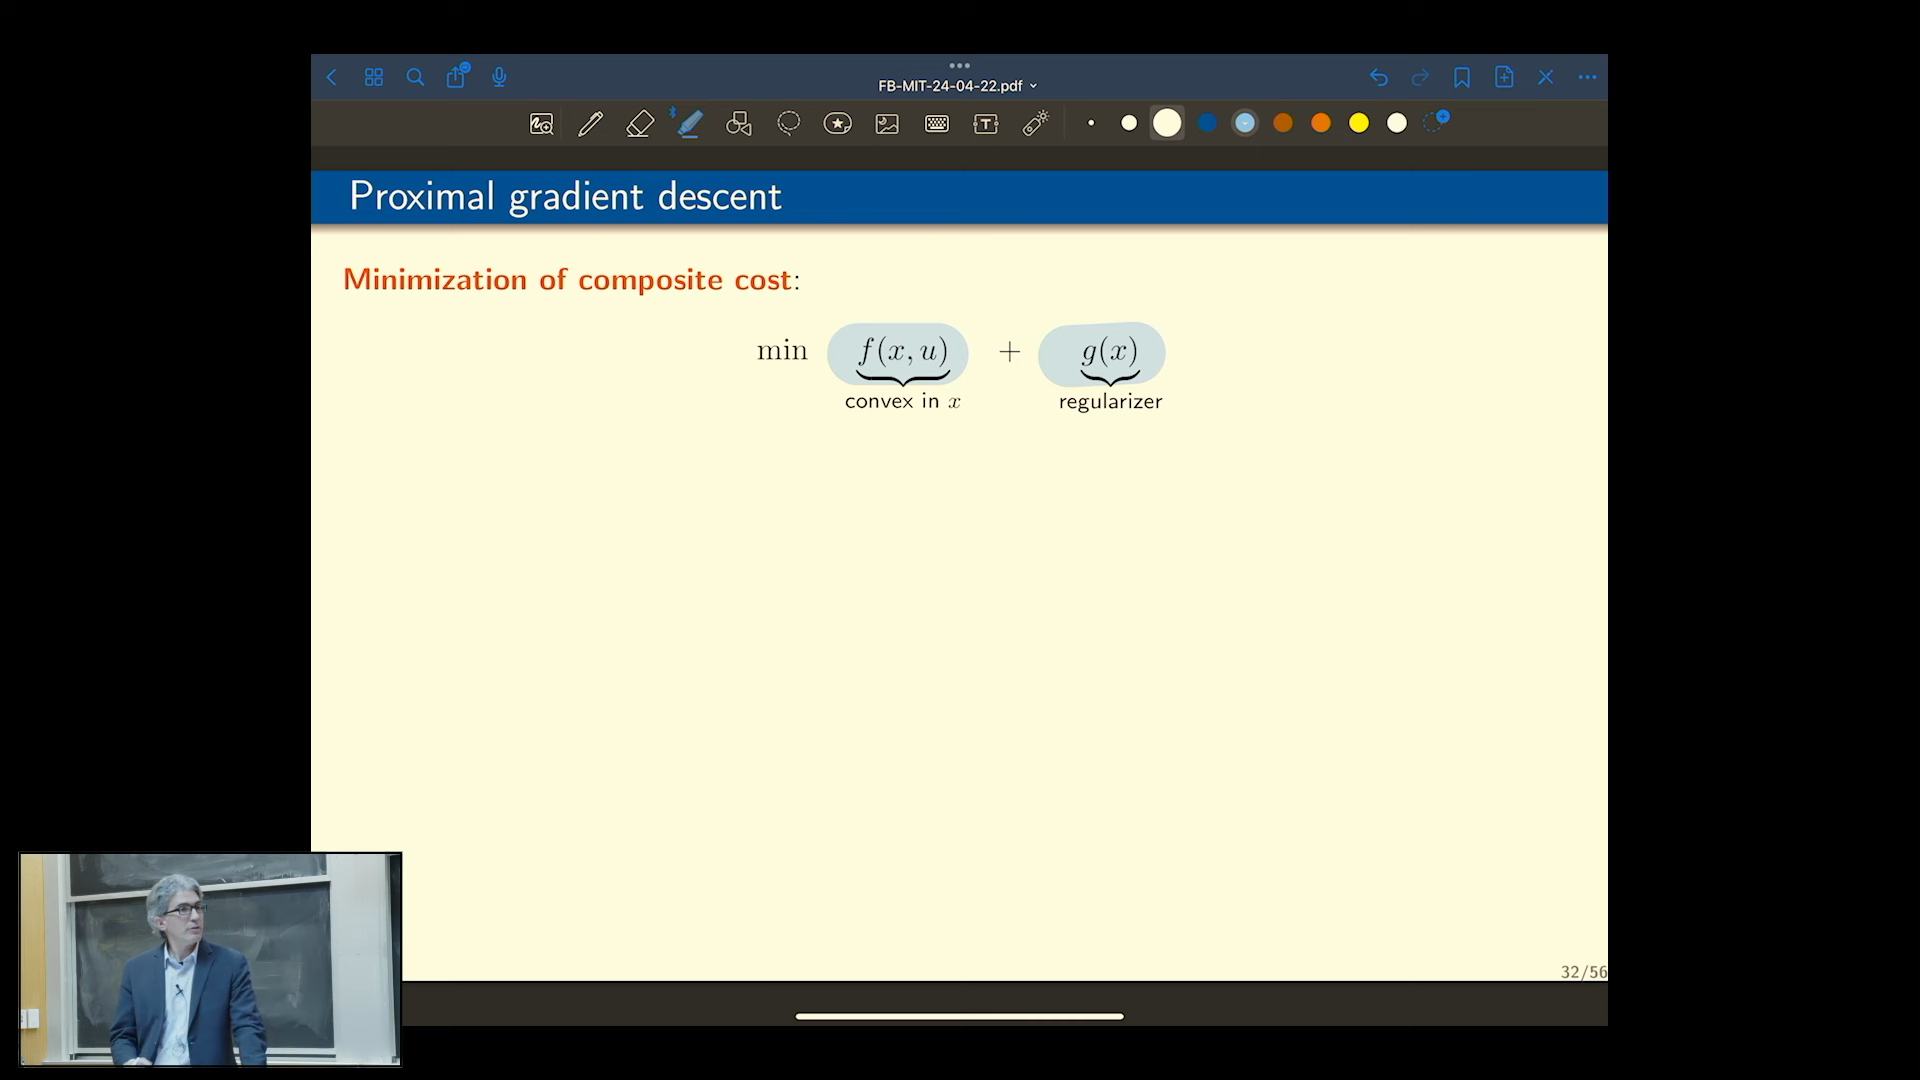 FB-MIT-24-04-22.pdf
Proximal gradient descent
Minimization of composite cost:
min f(x, u) + g(x)
convex in x regularizer
32/56